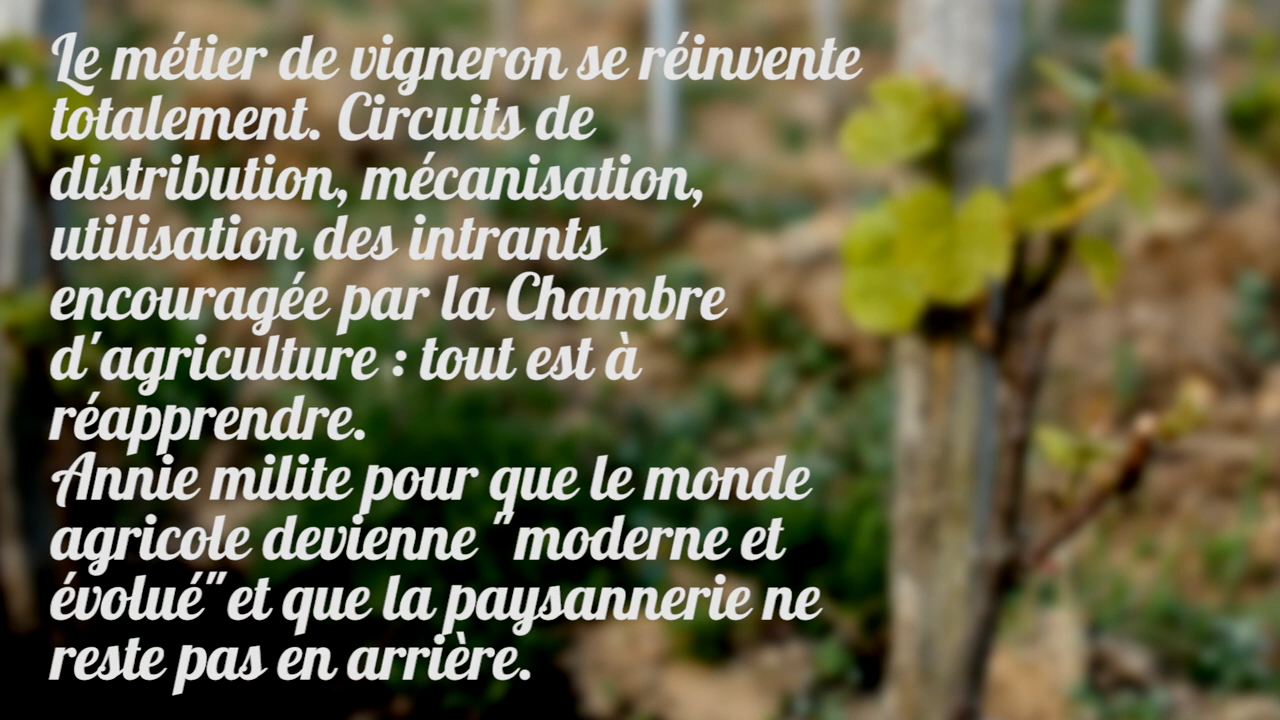 Le métier de vigneron se réinvente
totalement. Circuits de
distribution, mécanisation,
utilisation des intrants
encouragée par la Chambre
d'agriculture : tout est à
réapprendre.
Annie milite pour que le monde
agricole devienne "moderne et
évolué"et que la paysannerie ne
reste pas en arrière.